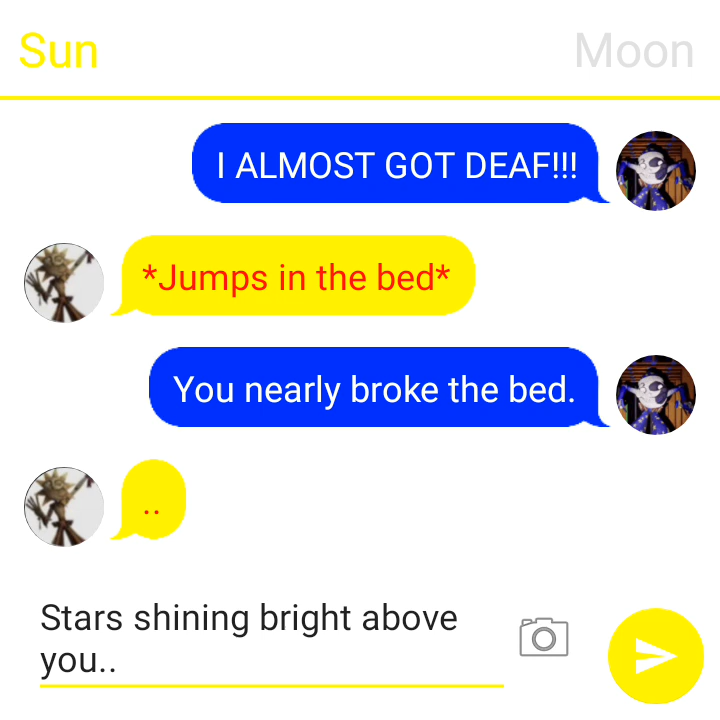 Sun
Moon
I ALMOST GOT DEAF!!!
*Jumps in the bed*
You nearly broke the bed.
..
Stars shining bright above
you..